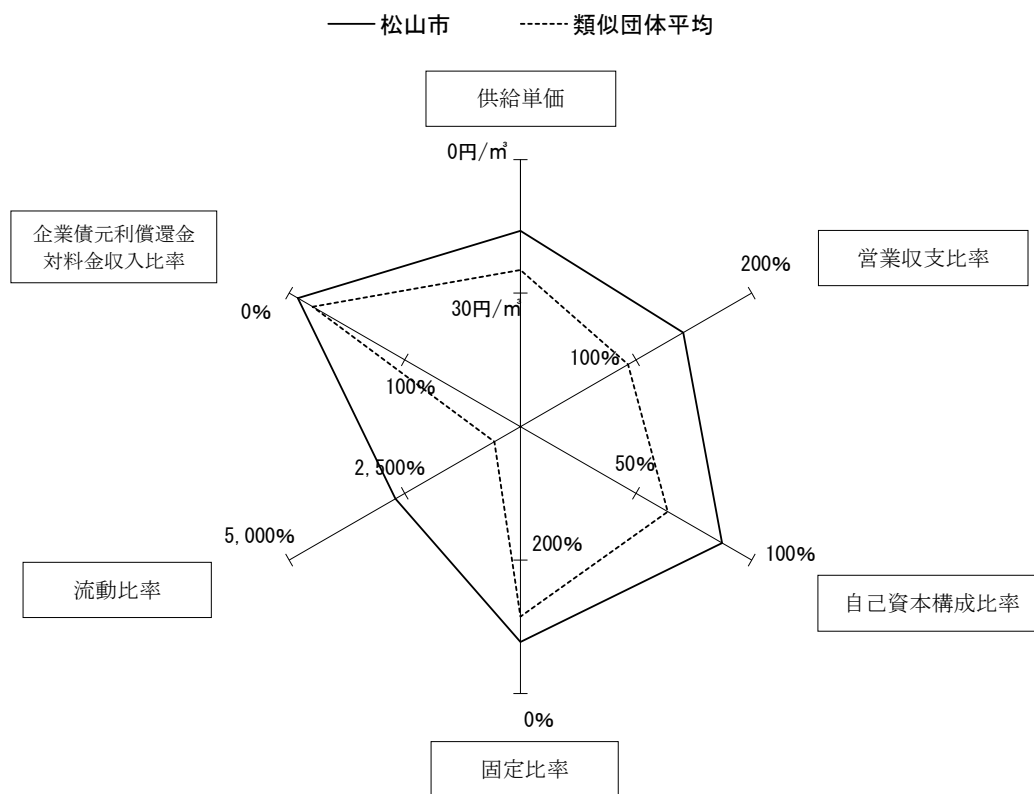 松山市 類似団体平均
供給単価
0円/㎥
企業債元利償還金
対料金収入比率
営業収支比率
200%
0%
30円/㎥
100%
100%
2,500%
50%
5,000%
200%
100%
流動比率
自己資本構成比率
0%
固定比率